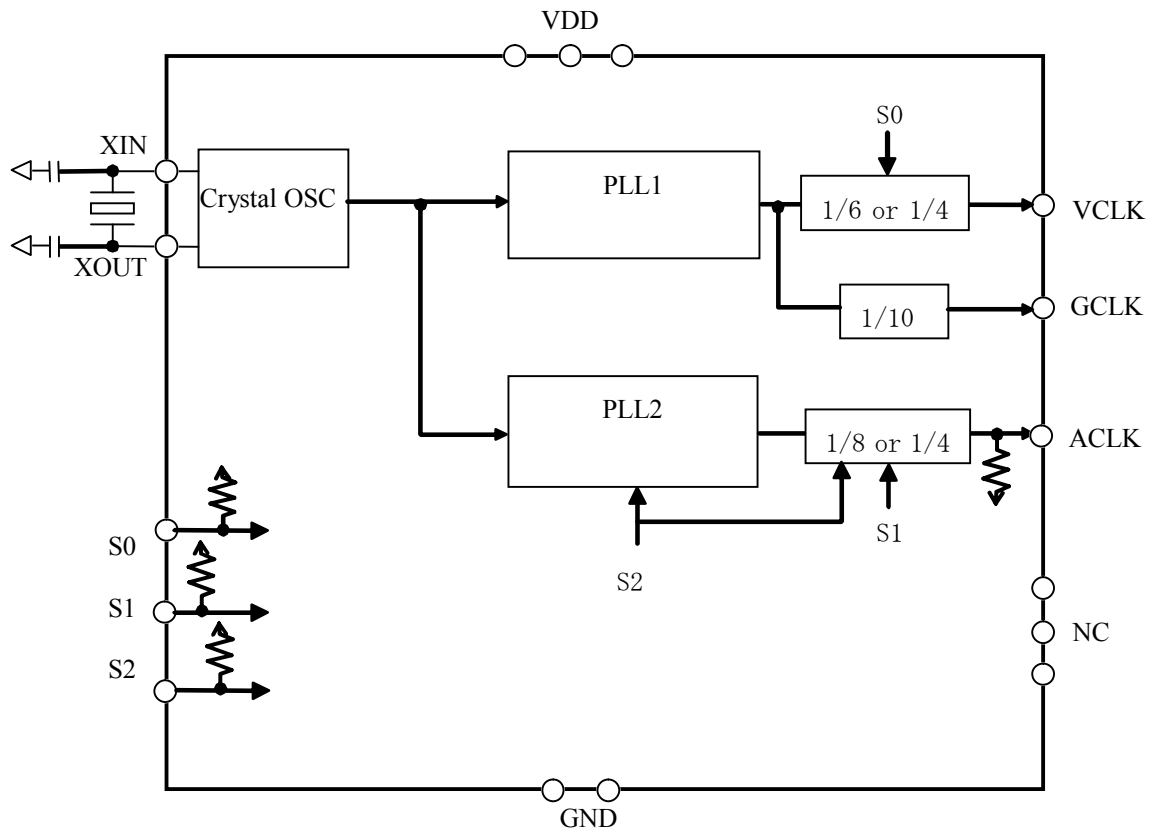 VDD
XIN
XOUT
Crystal OSC
PLL1
S0
1/6 or 1/4
VCLK
1/10
GCLK
PLL2
1/8 or 1/4
ACLK
S1
S2
S0
S1
S2
NC
GND